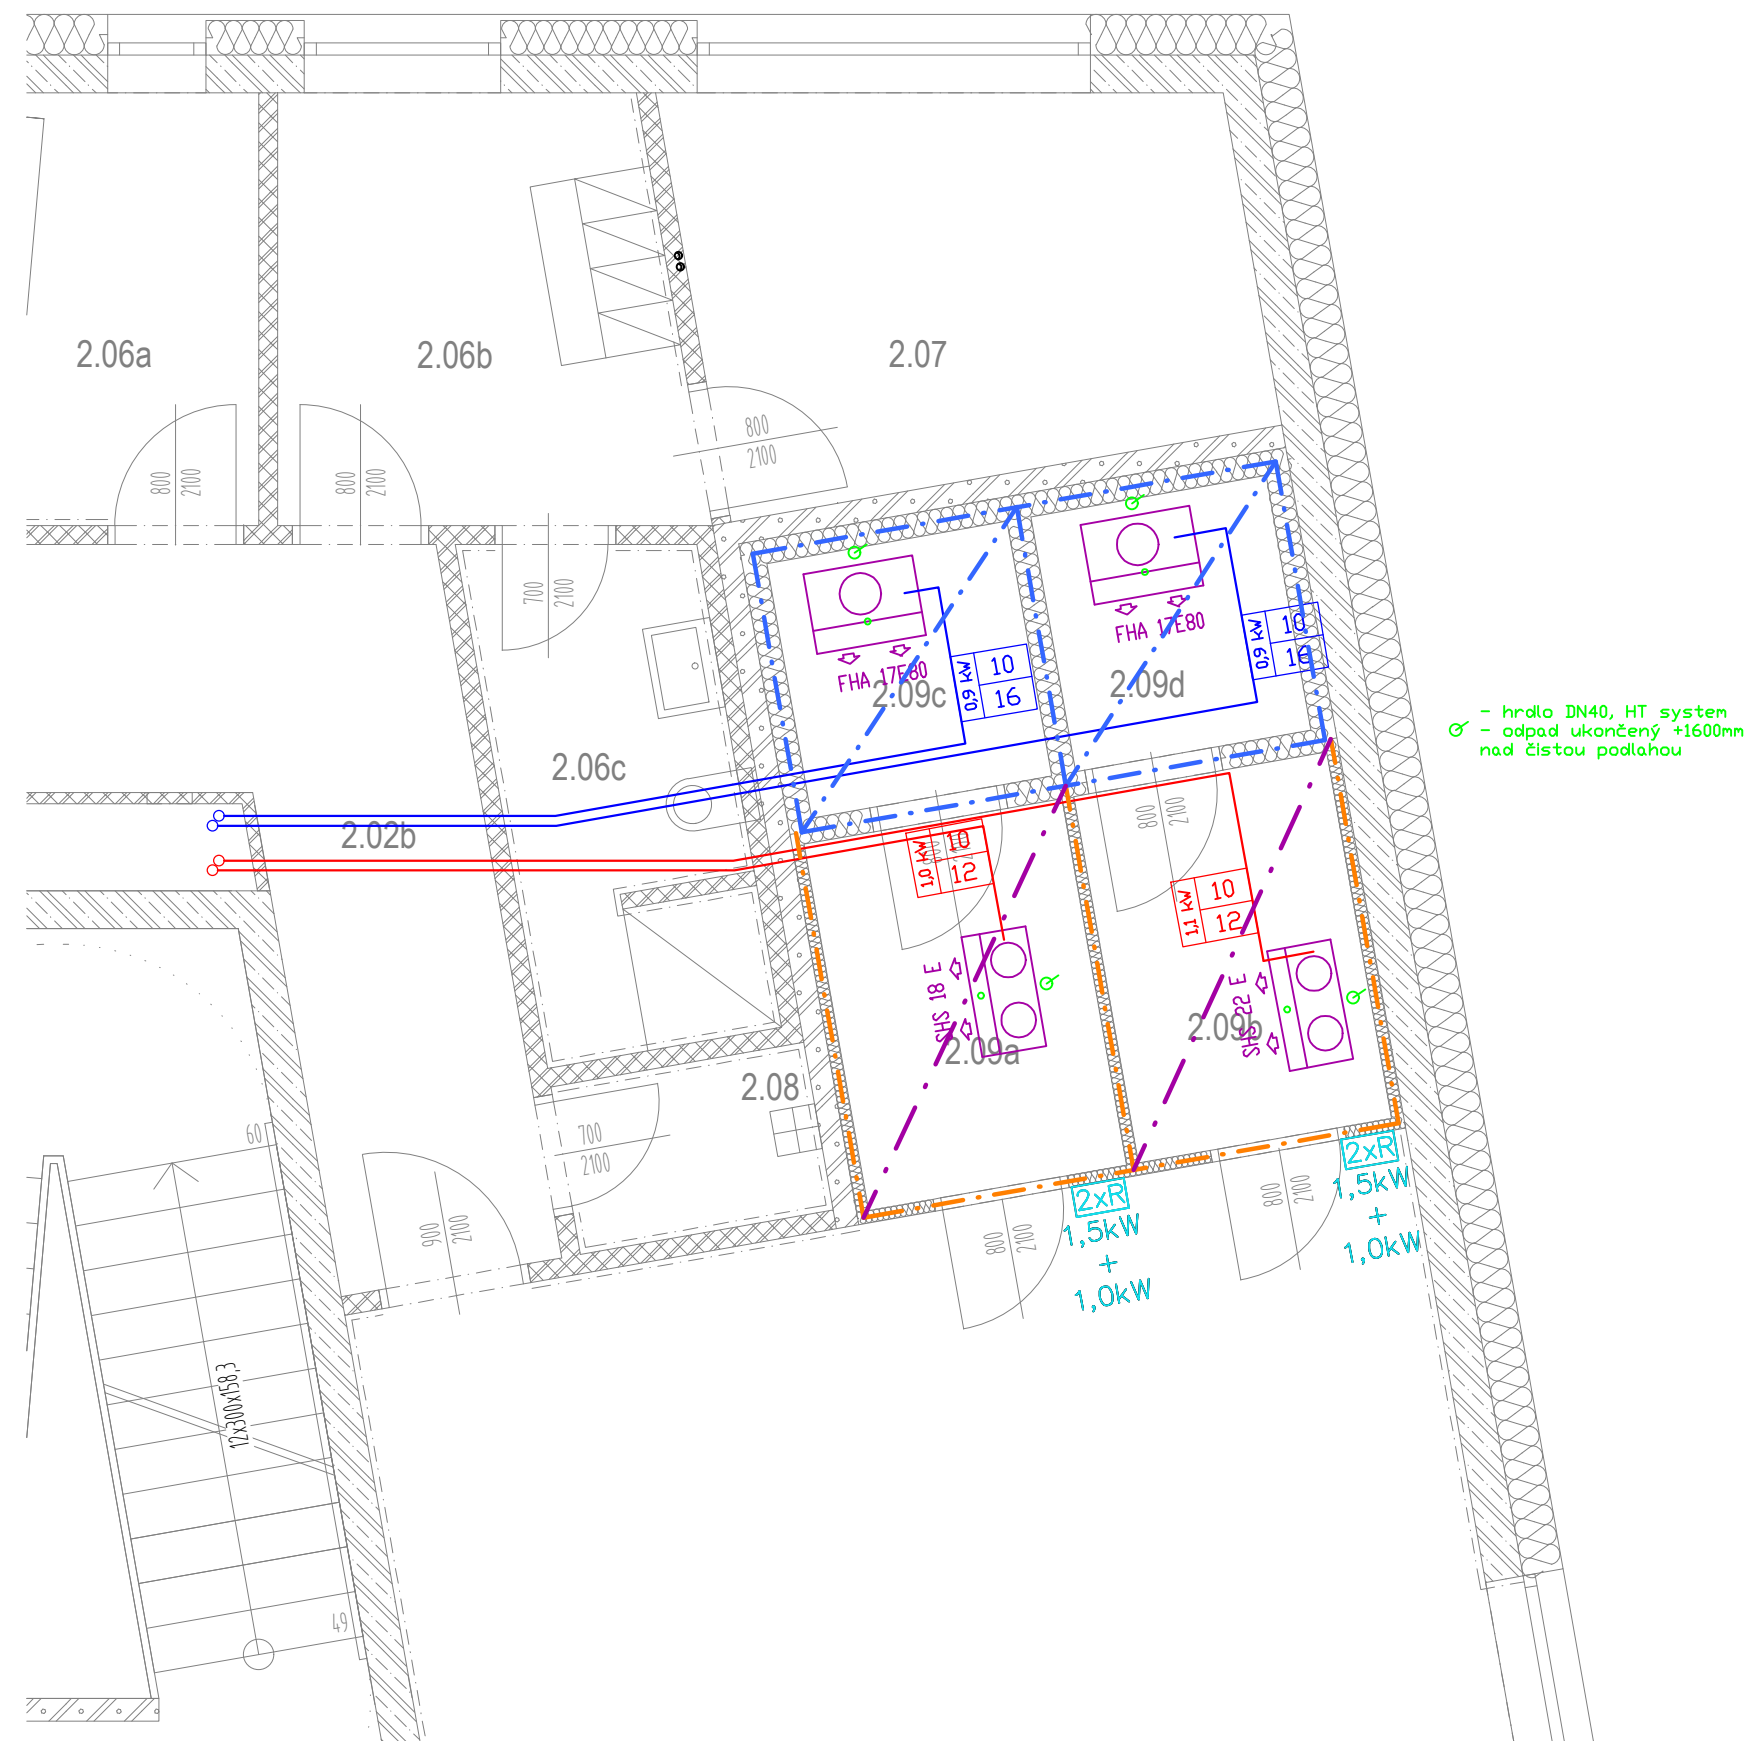 2.06a
2.06b
2.07
800
2100
800
2100
800
2100
700
2100
FHA 17E80
2.09c
0,9 kW
10
16
FHA 17E80
2.09d
0,9 kW
10
16
- hrdlo DN40, HT system
- odpad ukončený +1600mm
nad čistou podlahou
2.06c
2.02b
1,0 kW
10
12
800
2100
1,1 kW
10
12
SHS 18 E
2.09a
SHS 22 E
2.09b
2.08
700
2100
60
900
2100
800
2100
800
2100
2xR
1,5kW
+
1,0kW
2xR
1,5kW
+
1,0kW
12x300x158,3
49